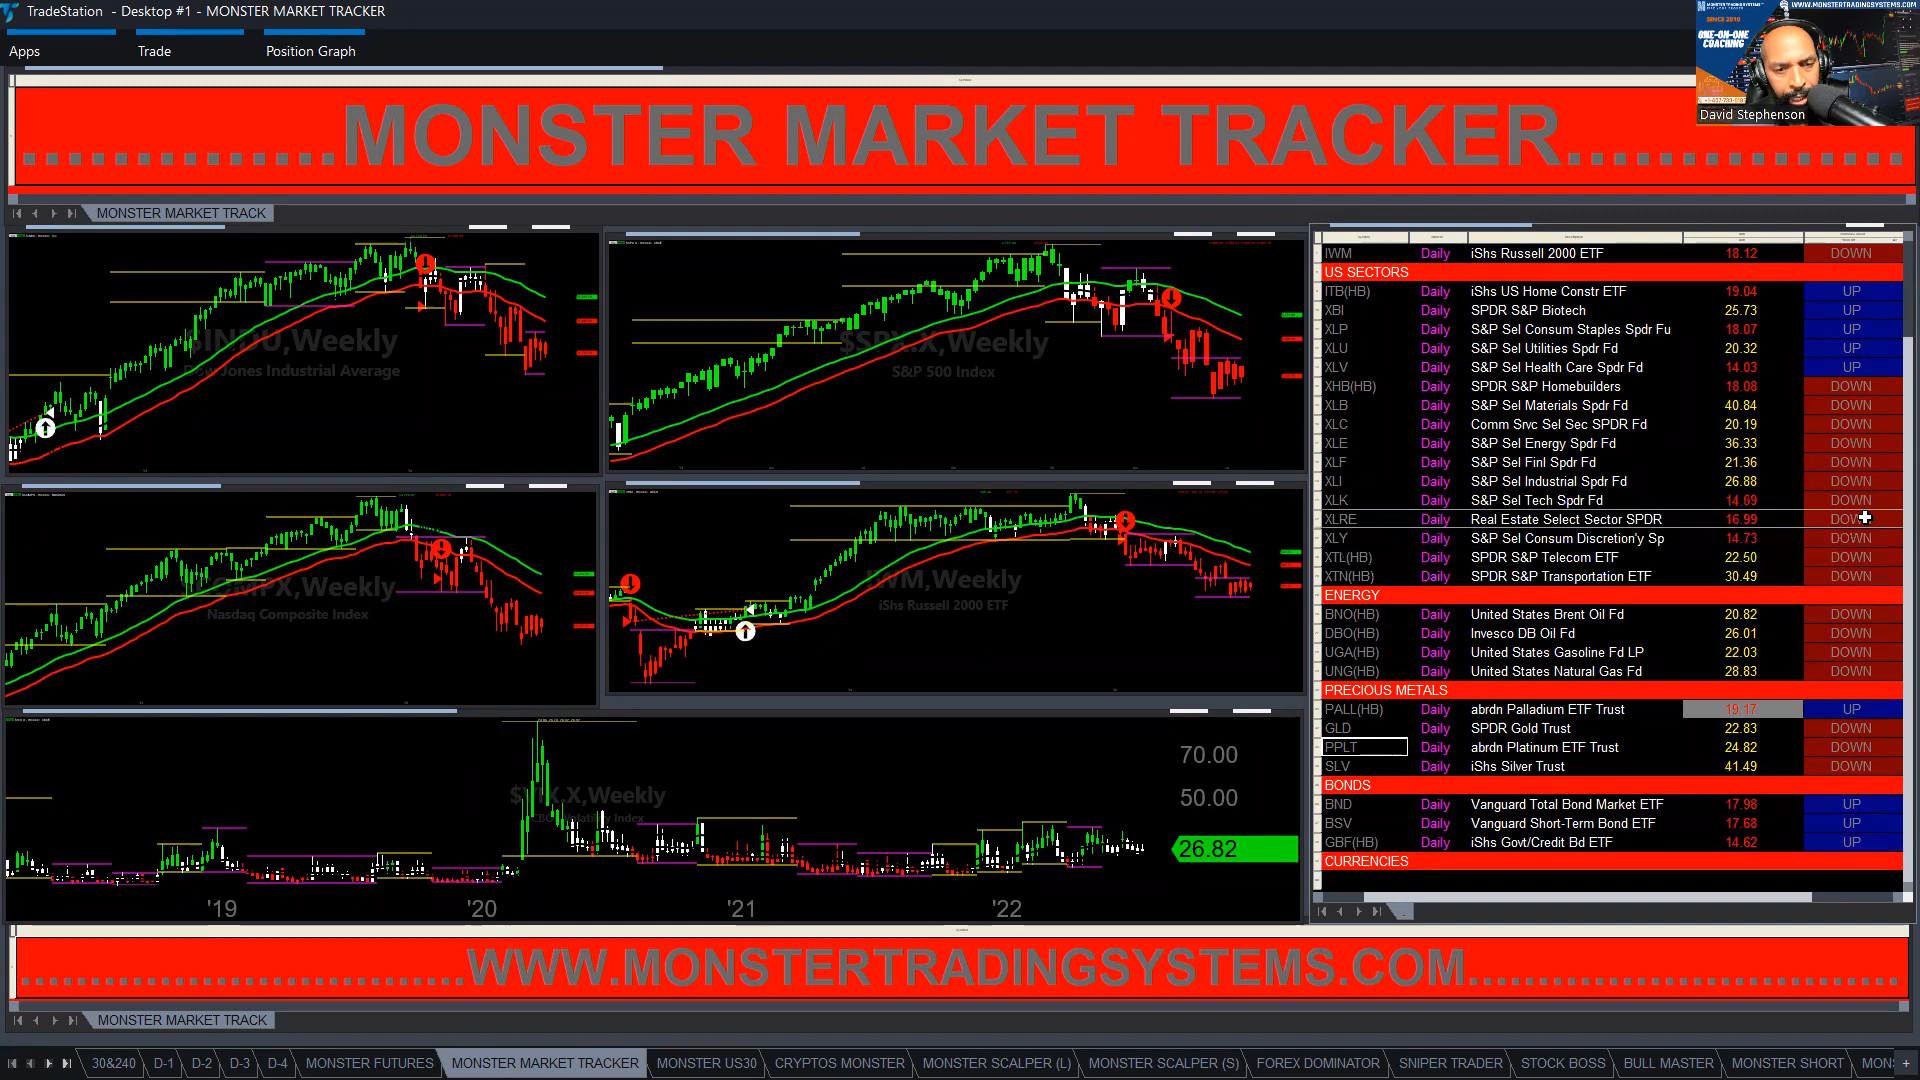 TradeStation - Desktop #1 - MONSTER MARKET TRACKER
Apps Trade Position Graph
SINCE 2010
WWW.MONSTERTRADINGSYSTEMS.COM
ONE-ON-ONE
COACHING
David Stephenson
.............MONSTER MARKET TRACKER..............
MONSTER MARKET TRACK
$INDU,Weekly
Dow Jones Industrial Average
$SPX.X,Weekly
S&P 500 Index
Nasdaq Composite Index
IWM,Weekly
iShs Russell 2000 ETF
$VIX.X,Weekly
CBOE Volatility Index
70.00
50.00
26.82
'19 '20 '21 '22
IWM Daily iShs Russell 2000 ETF 18.12 DOWN
US SECTORS
ITB(HB) Daily iShs US Home Constr ETF 19.04 UP
XBI Daily SPDR S&P Biotech 25.73 UP
XLP Daily S&P Sel Consum Staples Spdr Fu 18.07 UP
XLU Daily S&P Sel Utilities Spdr Fd 20.32 UP
XLV Daily S&P Sel Health Care Spdr Fd 14.03 UP
XHB(HB) Daily SPDR S&P Homebuilders 18.08 DOWN
XLB Daily S&P Sel Materials Spdr Fd 40.84 DOWN
XLC Daily Comm Srvc Sel Sec SPDR Fd 20.19 DOWN
XLE Daily S&P Sel Energy Spdr Fd 36.33 DOWN
XLF Daily S&P Sel Finl Spdr Fd 21.36 DOWN
XLI Daily S&P Sel Industrial Spdr Fd 26.88 DOWN
XLK Daily S&P Sel Tech Spdr Fd 14.69 DOWN
XLRE Daily Real Estate Select Sector SPDR 16.99 DOWN
XLY Daily S&P Sel Consum Discretion'y Sp 14.73 DOWN
XTL(HB) Daily SPDR S&P Telecom ETF 22.50 DOWN
XTN(HB) Daily SPDR S&P Transportation ETF 30.49 DOWN
ENERGY
BNO(HB) Daily United States Brent Oil Fd 20.82 DOWN
DBO(HB) Daily Invesco DB Oil Fd 26.01 DOWN
UGA(HB) Daily United States Gasoline Fd LP 22.03 DOWN
UNG(HB) Daily United States Natural Gas Fd 28.83 DOWN
PRECIOUS METALS
PALL(HB) Daily abrdn Palladium ETF Trust 19.17 UP
GLD Daily SPDR Gold Trust 22.83 DOWN
PPLT Daily abrdn Platinum ETF Trust 24.82 DOWN
SLV Daily iShs Silver Trust 41.49 DOWN
BONDS
BND Daily Vanguard Total Bond Market ETF 17.98 UP
BSV Daily Vanguard Short-Term Bond ETF 17.68 UP
GBF(HB) Daily iShs Govt/Credit Bd ETF 14.62 UP
CURRENCIES
..................WWW.MONSTERTRADINGSYSTEMS.COM..................
MONSTER MARKET TRACK
30&240 D-1 D-2 D-3 D-4 MONSTER FUTURES MONSTER MARKET TRACKER MONSTER US30 CRYPTOS MONSTER MONSTER SCALPER (L) MONSTER SCALPER (S) FOREX DOMINATOR SNIPER TRADER STOCK BOSS BULL MASTER MONSTER SHORT MON